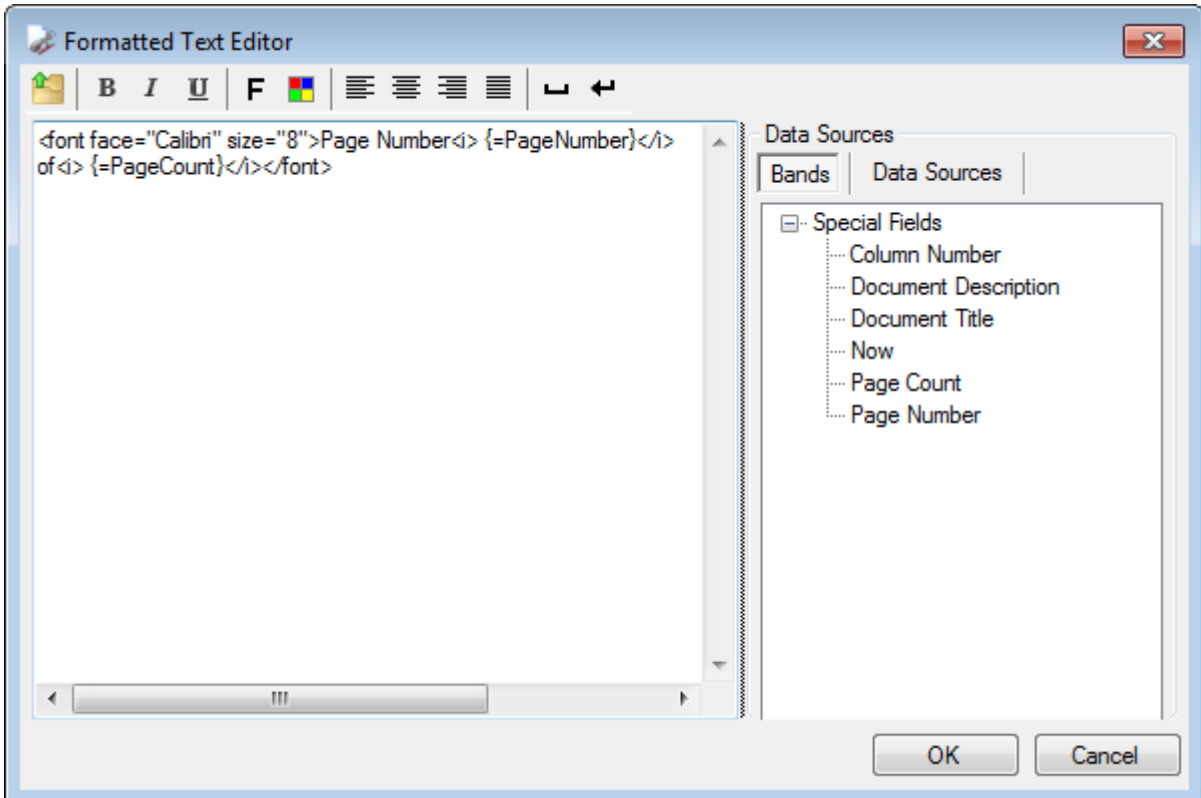 Formatted Text Editor
B I U F
<font face="Calibri" size="8">Page Number<i> {=PageNumber}</i>
of<i> {=PageCount}</i></font>
Data Sources
Bands Data Sources
Special Fields
Column Number
Document Description
Document Title
Now
Page Count
Page Number
OK Cancel